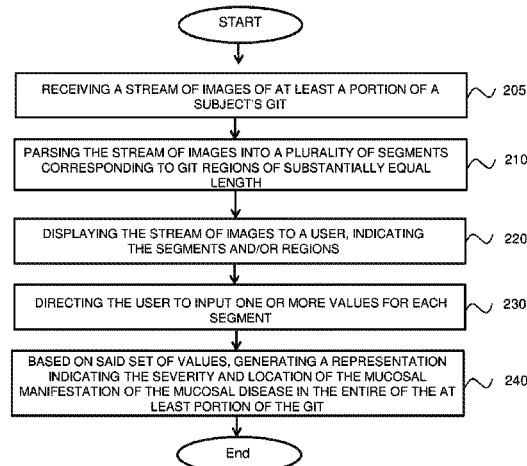 START
RECEIVING A STREAM OF IMAGES OF AT LEAST A PORTION OF A
SUBJECT'S GIT
205
PARSING THE STREAM OF IMAGES INTO A PLURALITY OF SEGMENTS
CORRESPONDING TO GIT REGIONS OF SUBSTANTIALLY EQUAL
LENGTH
210
DISPLAYING THE STREAM OF IMAGES TO A USER, INDICATING
THE SEGMENTS AND/OR REGIONS
220
DIRECTING THE USER TO INPUT ONE OR MORE VALUES FOR EACH
SEGMENT
230
BASED ON SAID SET OF VALUES, GENERATING A REPRESENTATION
INDICATING THE SEVERITY AND LOCATION OF THE MUCOSAL
MANIFESTATION OF THE MUCOSAL DISEASE IN THE ENTIRE OF THE AT
LEAST PORTION OF THE GIT
240
End